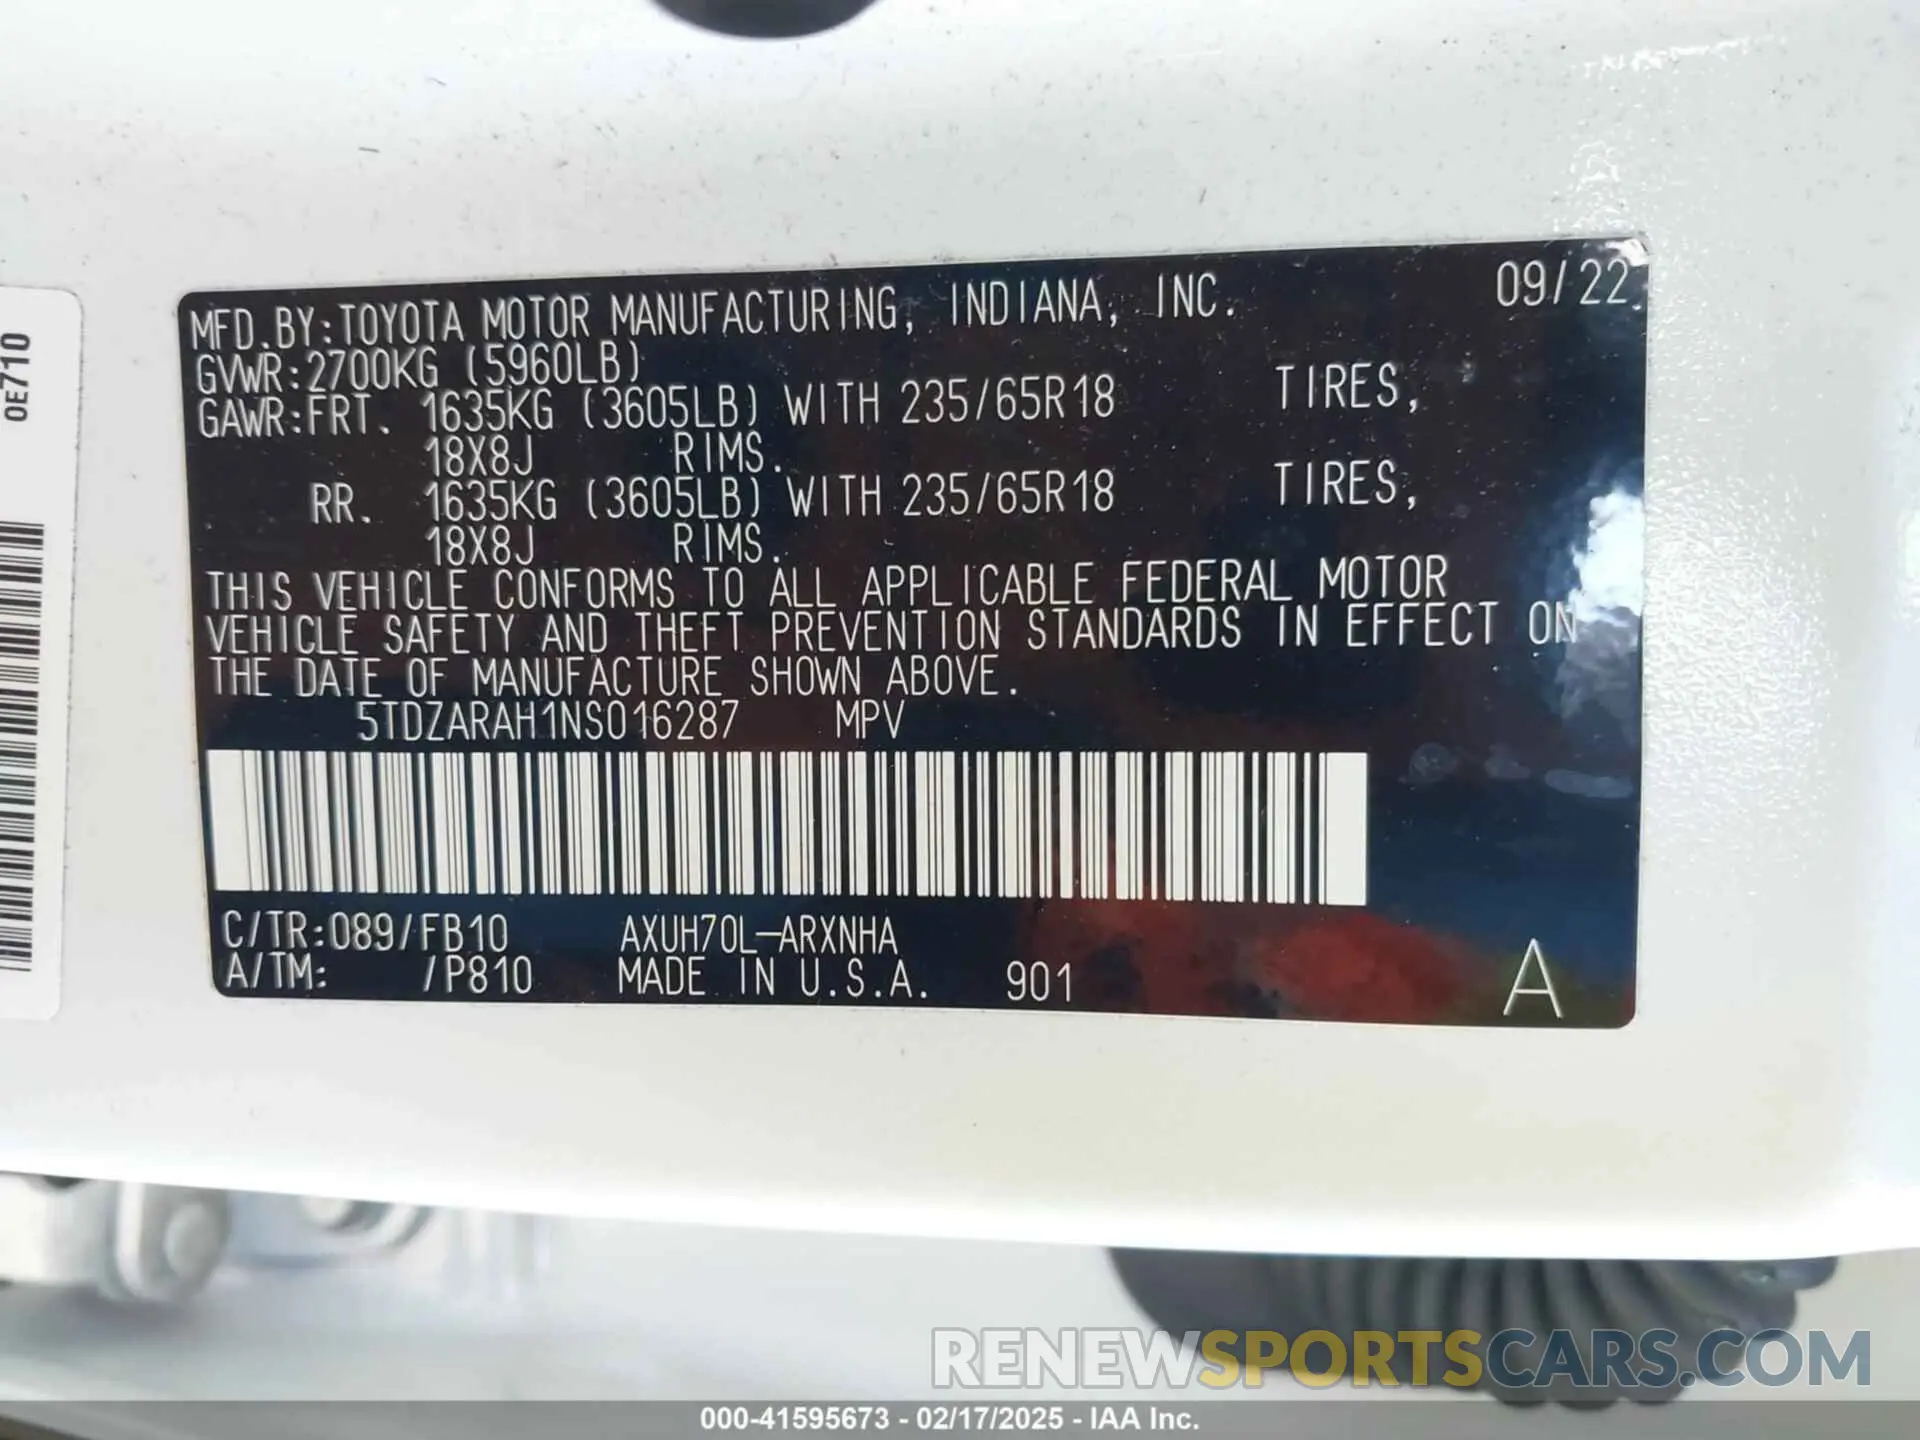 0E710
MFD.BY:TOYOTA MOTOR MANUFACTURING, INDIANA, INC. 09/22
GVWR:2700KG (5960LB)
GAWR:FRT. 1635KG (3605LB) WITH 235/65R18 TIRES,
18X8J RIMS.
RR. 1635KG (3605LB) WITH 235/65R18 TIRES,
18X8J RIMS.
THIS VEHICLE CONFORMS TO ALL APPLICABLE FEDERAL MOTOR
VEHICLE SAFETY AND THEFT PREVENTION STANDARDS IN EFFECT ON
THE DATE OF MANUFACTURE SHOWN ABOVE.
5TDZARAH1NS016287 MPV
C/TR:089/FB10 AXUH70L-ARXNHA
A/TM: /P810 MADE IN U.S.A. 901 A
RENEWSPORTSCARS.COM
000-41595673 - 02/17/2025 - IAA Inc.